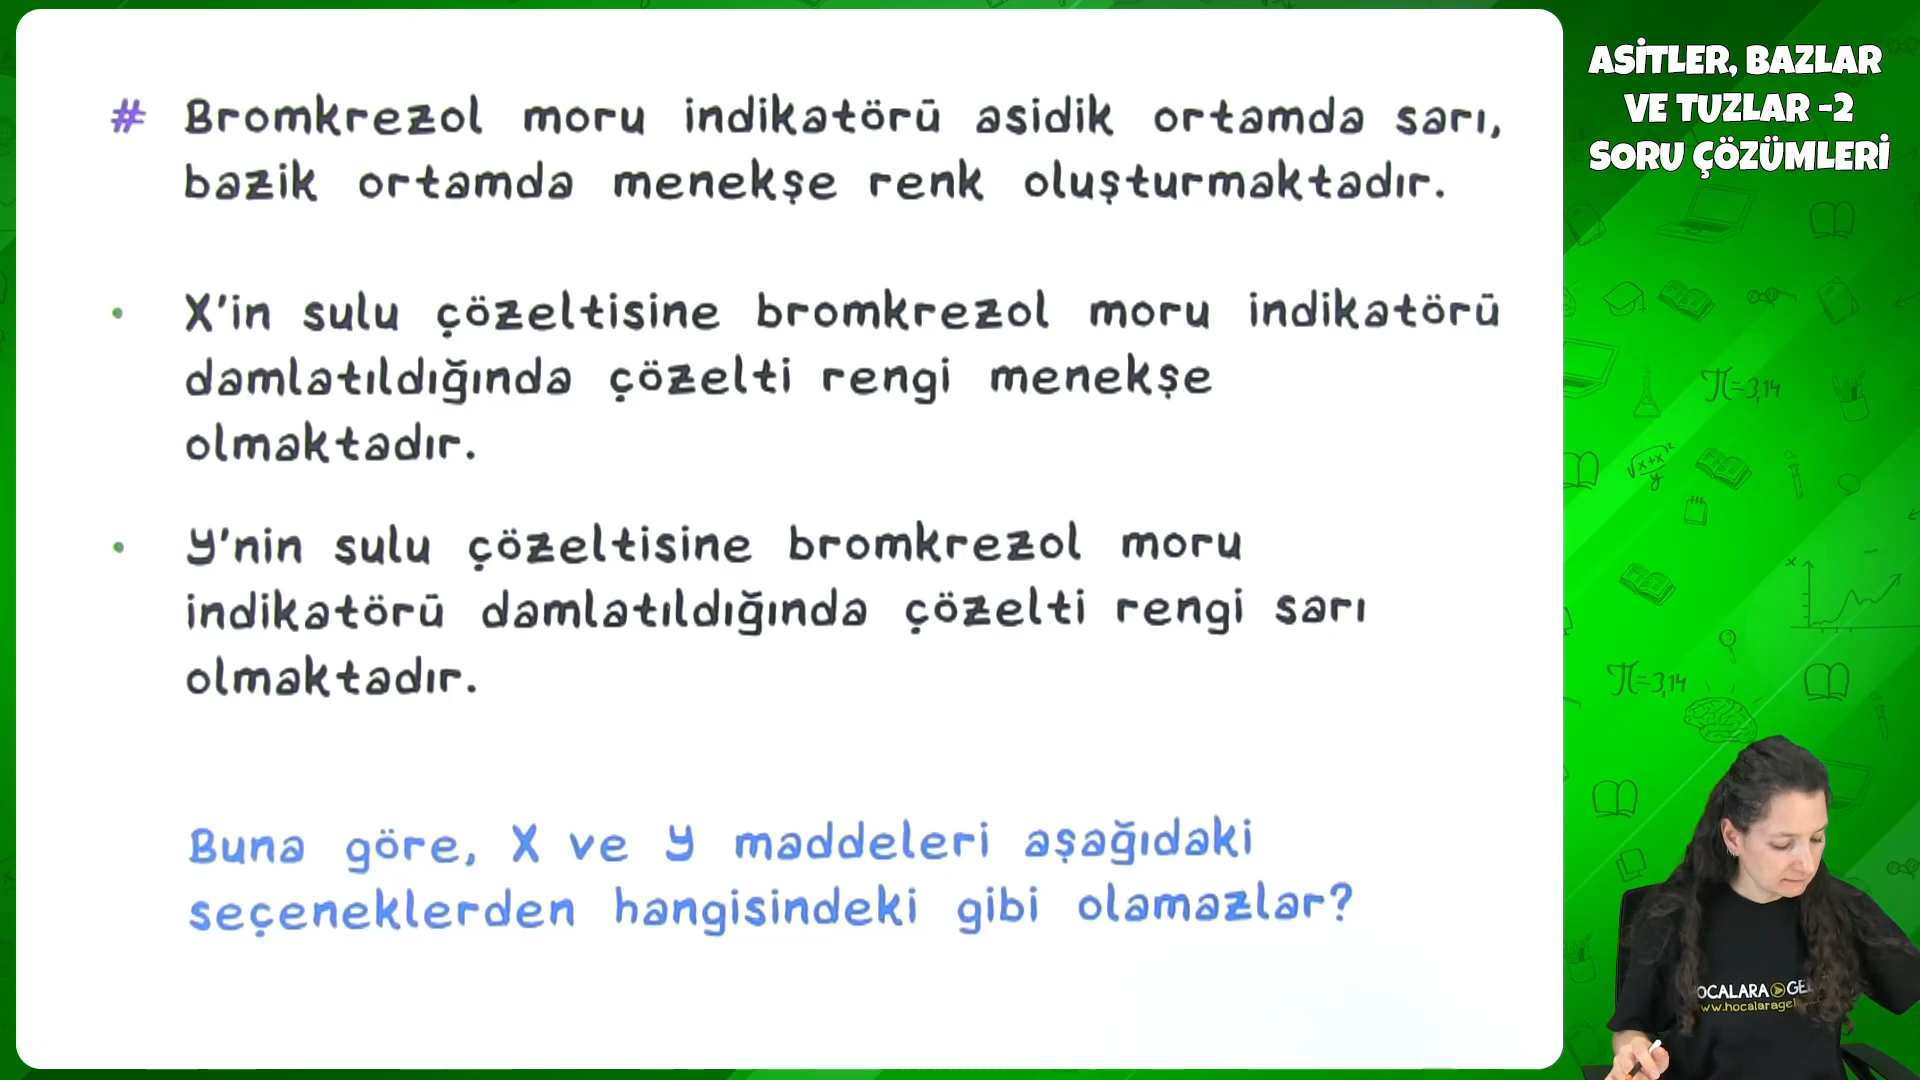 # Bromkrezol moru indikatörü asidik ortamda sarı,
bazik ortamda menekşe renk oluşturmaktadır.
• X'in sulu çözeltisine bromkrezol moru indikatörü
damlatıldığında çözelti rengi menekşe
olmaktadır.
• Y'nin sulu çözeltisine bromkrezol moru
indikatörü damlatıldığında çözelti rengi sarı
olmaktadır.
Buna göre, X ve Y maddeleri aşağıdaki
seçeneklerden hangisindeki gibi olamazlar?
ASİTLER, BAZLAR
VE TUZLAR -2
SORU ÇÖZÜMLERİ
π=3,14
π=3,14